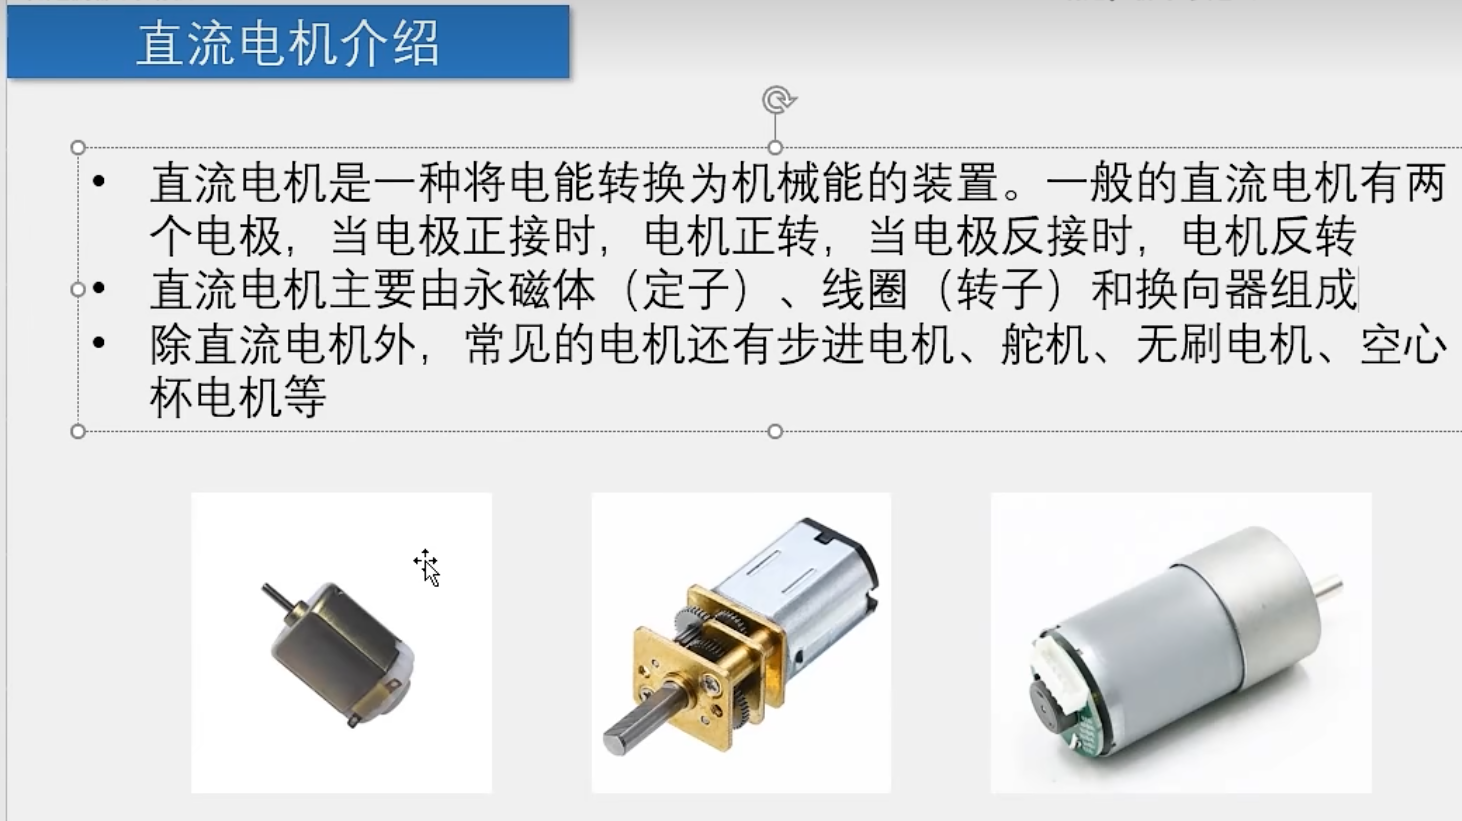 直流电机介绍
• 直流电机是一种将电能转换为机械能的装置。一般的直流电机有两
个电极，当电极正接时，电机正转，当电极反接时，电机反转
• 直流电机主要由永磁体（定子）、线圈（转子）和换向器组成
• 除直流电机外，常见的电机还有步进电机、舵机、无刷电机、空心
杯电机等